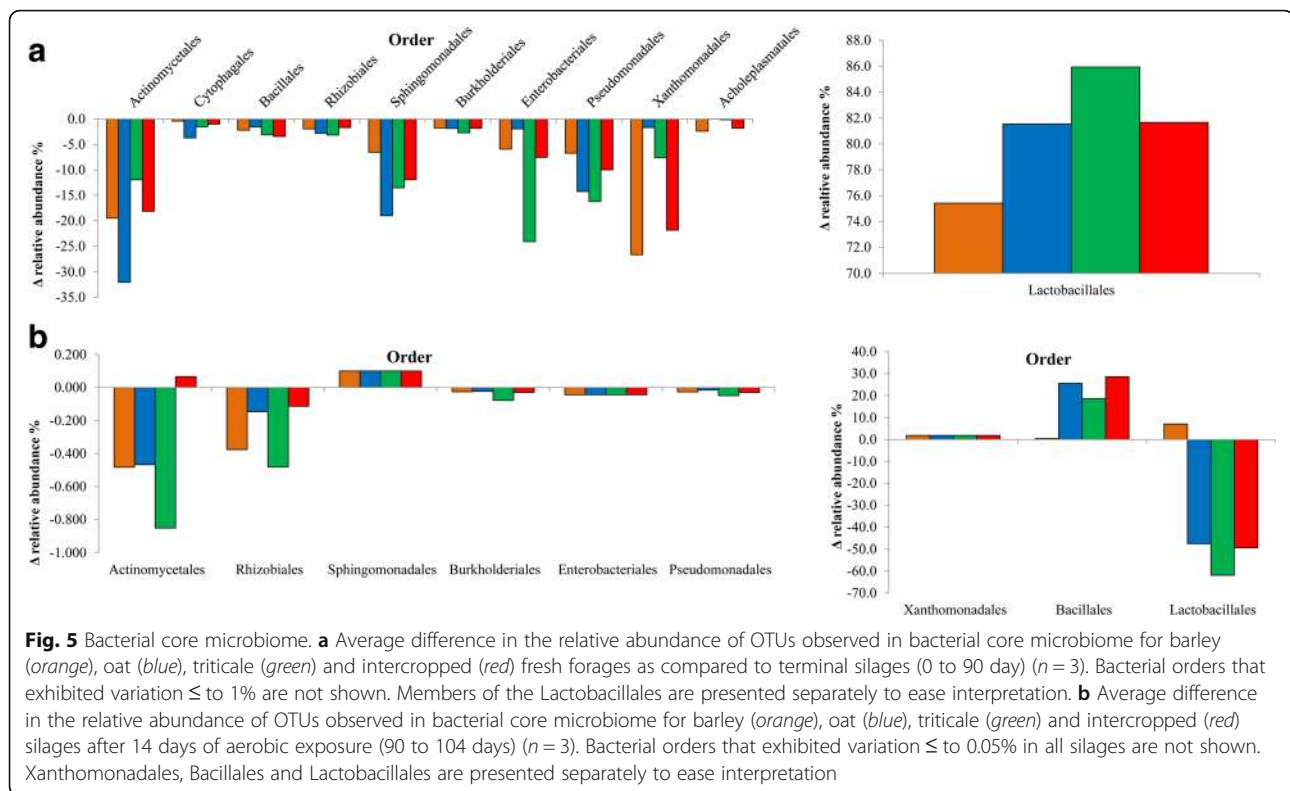 a
Order
Actinomycetales
Cytophagales
Bacillales
Rhizobiales
Sphingomonadales
Burkholderiales
Enterobacteriales
Pseudomonadales
Xanthomonadales
Acholeplasmatales
Δ relative abundance %
0.0
-5.0
-10.0
-15.0
-20.0
-25.0
-30.0
-35.0
Δ realtive abundance %
88.0
86.0
84.0
82.0
80.0
78.0
76.0
74.0
72.0
70.0
Lactobacillales
b
Order
Δ relative abundance %
0.200
0.000
-0.200
-0.400
-0.600
-0.800
-1.000
Actinomycetales Rhizobiales Sphingomonadales Burkholderiales Enterobacteriales Pseudomonadales
Order
Δ relative abundance %
40.0
30.0
20.0
10.0
0.0
-10.0
-20.0
-30.0
-40.0
-50.0
-60.0
-70.0
Xanthomonadales Bacillales Lactobacillales
Fig. 5 Bacterial core microbiome. a Average difference in the relative abundance of OTUs observed in bacterial core microbiome for barley
(orange), oat (blue), triticale (green) and intercropped (red) fresh forages as compared to terminal silages (0 to 90 day) (n = 3). Bacterial orders that
exhibited variation ≤ to 1% are not shown. Members of the Lactobacillales are presented separately to ease interpretation. b Average difference
in the relative abundance of OTUs observed in bacterial core microbiome for barley (orange), oat (blue), triticale (green) and intercropped (red)
silages after 14 days of aerobic exposure (90 to 104 days) (n = 3). Bacterial orders that exhibited variation ≤ to 0.05% in all silages are not shown.
Xanthomonadales, Bacillales and Lactobacillales are presented separately to ease interpretation